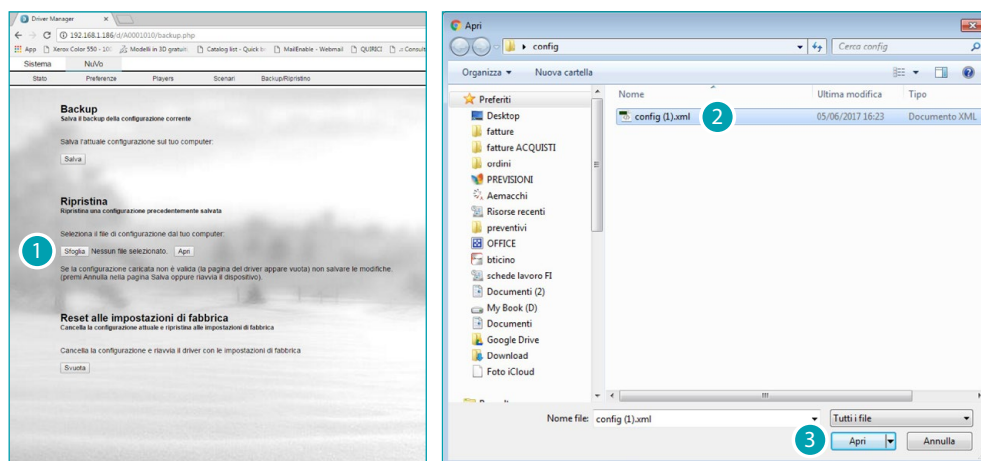 Driver Manager
192.168.1.186/d/A0001010/backup.php
App Xerox Color 550 - 10 Modelli in 3D gratuiti Catalog list - Quick MailEnable - Webmail QUIRICI Consult
Sistema NuVo
Stato Preferenze Players Scenari Backup/Ripristino
Backup
Salva il backup della configurazione corrente
Salva l'attuale configurazione sul tuo computer:
Salva
Ripristina
Ripristina una configurazione precedentemente salvata
Seleziona il file di configurazione dal tuo computer:
1
Sfoglia Nessun file selezionato. Apri
Se la configurazione caricata non è valida (la pagina del driver appare vuota) non salvare le modifiche.
(premi Annulla nella pagina Salva oppure riavvia il dispositivo).
Reset alle impostazioni di fabbrica
Cancella la configurazione attuale e ripristina alle impostazioni di fabbrica
Cancella la configurazione e riavvia il driver con le impostazioni di fabbrica
Svuota
Apri
config
Cerca config
Organizza Nuova cartella
Nome Ultima modifica Tipo
config (1).xml 2 05/06/2017 16:23 Documento XML
Preferiti
Desktop
fatture
fatture ACQUISTI
ordini
PREVISIONI
Aemacchi
Risorse recenti
preventivi
OFFICE
bticino
schede lavoro FI
Documenti (2)
My Book (D)
Documenti
Google Drive
Download
Foto iCloud
Nome file: config (1).xml Tutti i file
3 Apri Annulla